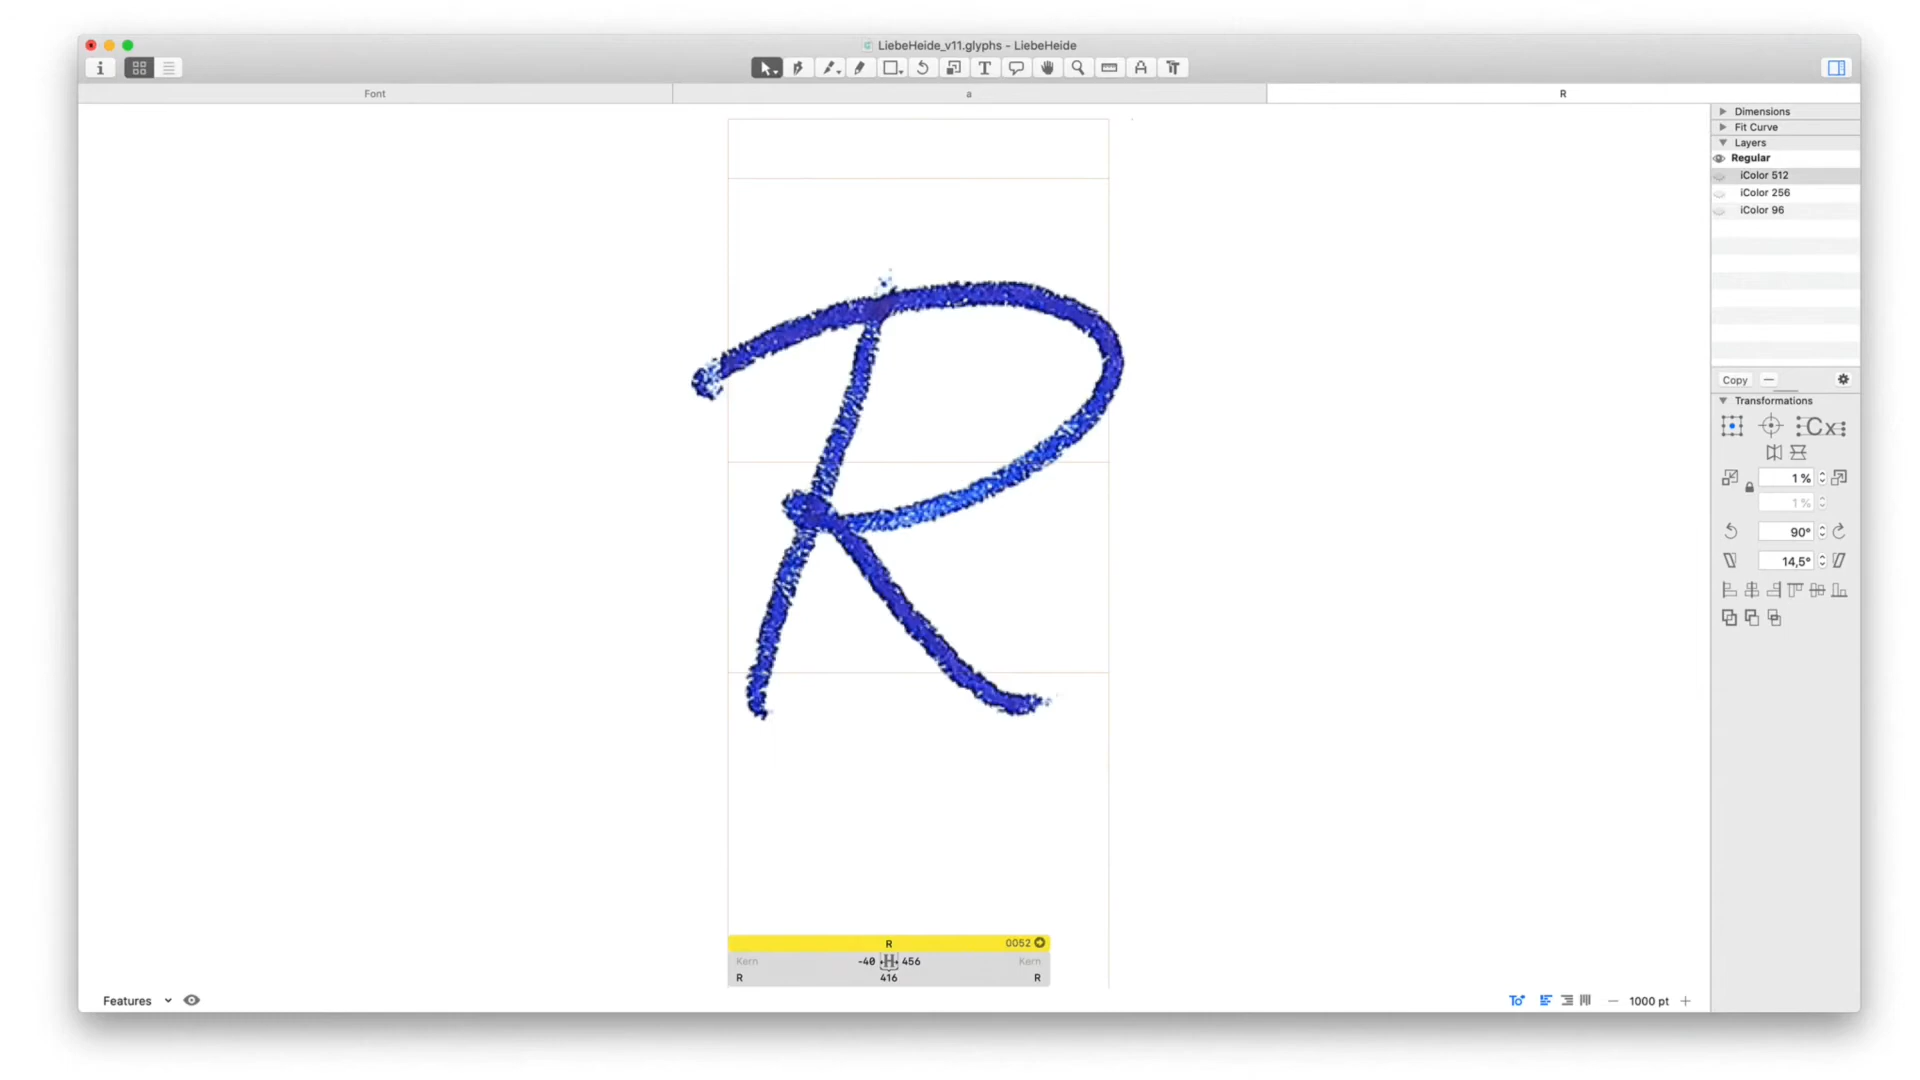 LiebeHeide_v11.glyphs - LiebeHeide
Font
a
R
Dimensions
Fit Curve
Layers
Regular
iColor 512
iColor 256
iColor 96
R
Copy
Transformations
Cx
1 %
1 %
90°
14,5°
R
0052
Kern
-40
H
456
Kern
R
416
R
Features
1000 pt